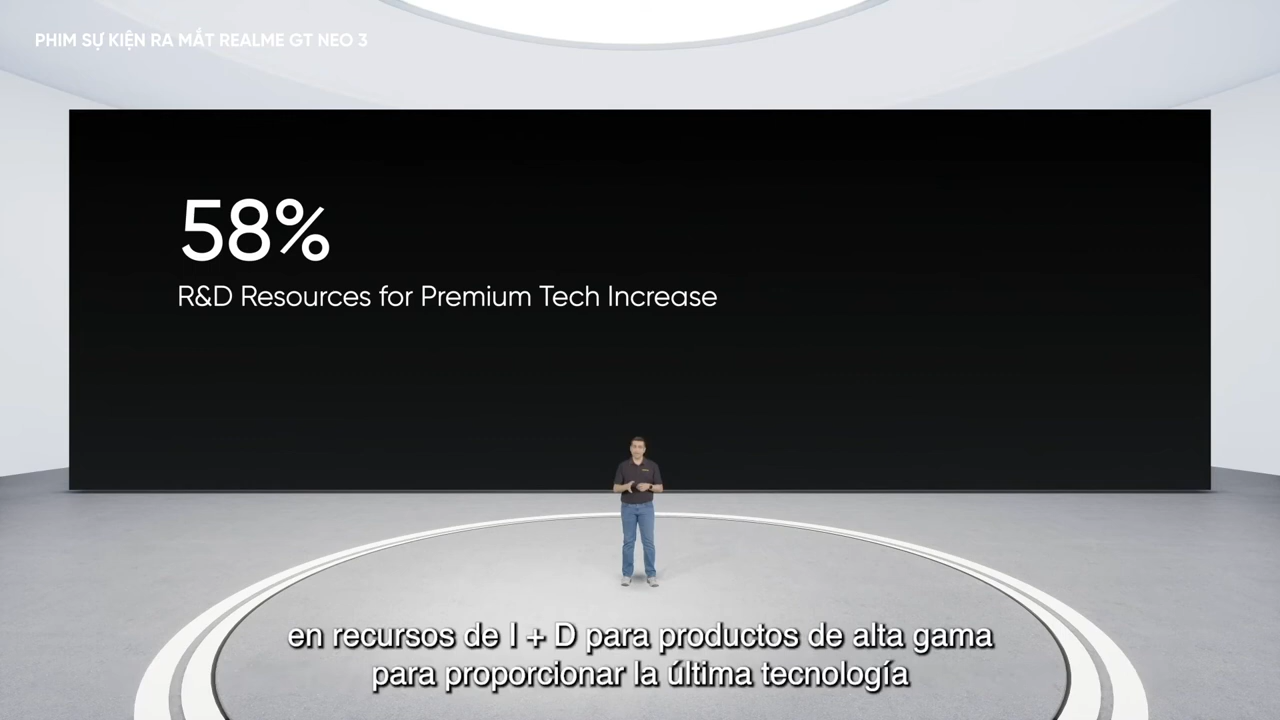 PHIM SỰ KIỆN RA MẮT REALME GT NEO 3
58%
R&D Resources for Premium Tech Increase
en recursos de I + D para productos de alta gama
para proporcionar la última tecnología